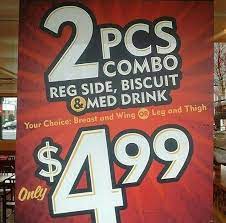 2 PCS
COMBO
REG SIDE, BISCUIT
& MED DRINK
Your Choice: Breast and Wing OR Leg and Thigh
Only $4.99